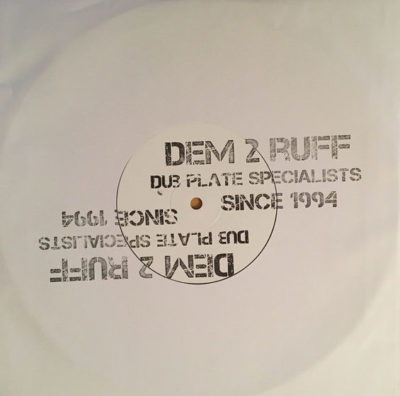 DEM 2 RUFF
DUB PLATE SPECIALISTS
SINCE 1994
SINCE 1994
DUB PLATE SPECIALISTS
DEM 2 RUFF